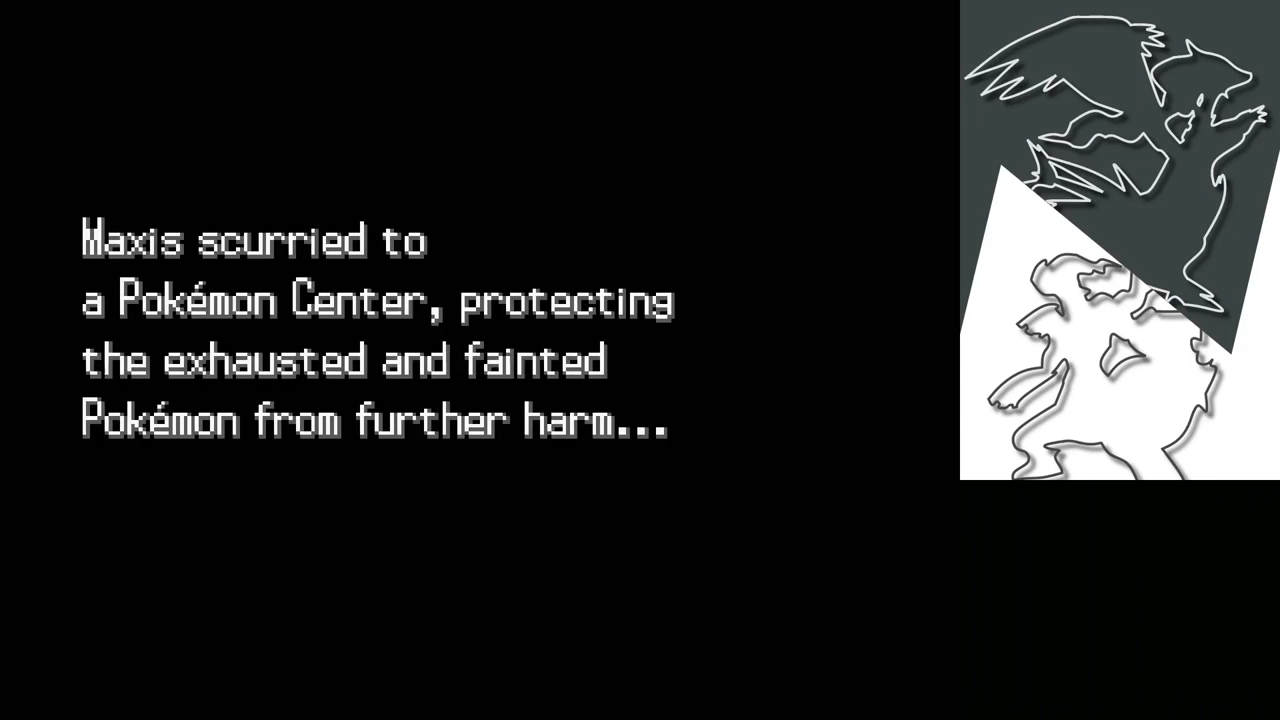 Maxis scurried to
a Pokémon Center, protecting
the exhausted and fainted
Pokémon from further harm...